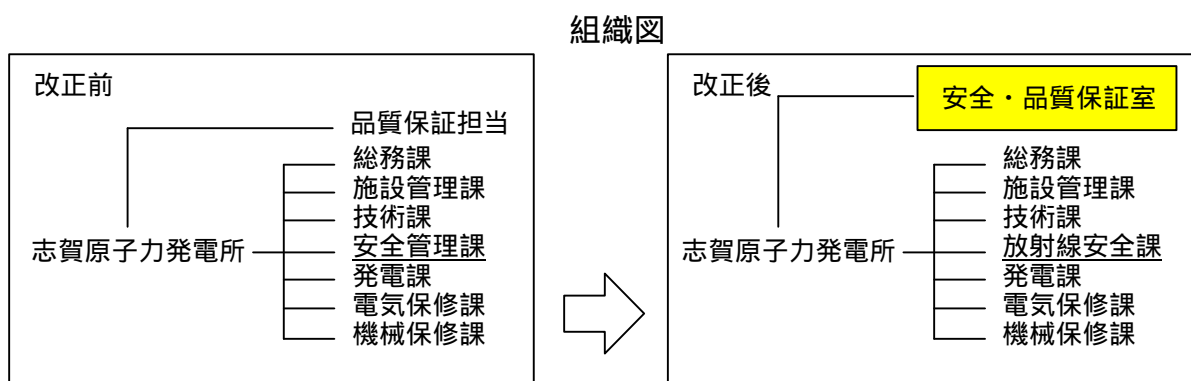 組織図
改正前
品質保証担当
総務課
施設管理課
技術課
志賀原子力発電所
安全管理課
発電課
電気保修課
機械保修課
改正後
安全・品質保証室
総務課
施設管理課
技術課
志賀原子力発電所
放射線安全課
発電課
電気保修課
機械保修課